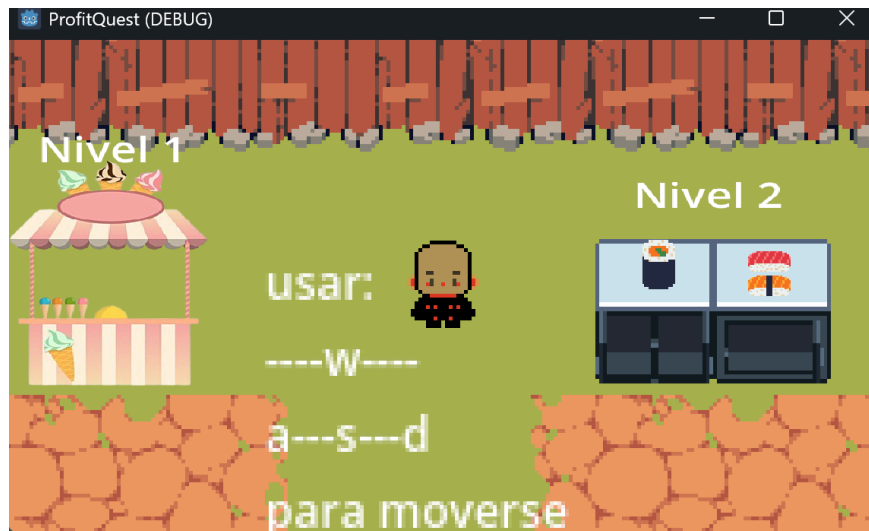 ProfitQuest (DEBUG)
Nivel 1
Nivel 2
usar:
----w----
a---s---d
para moverse